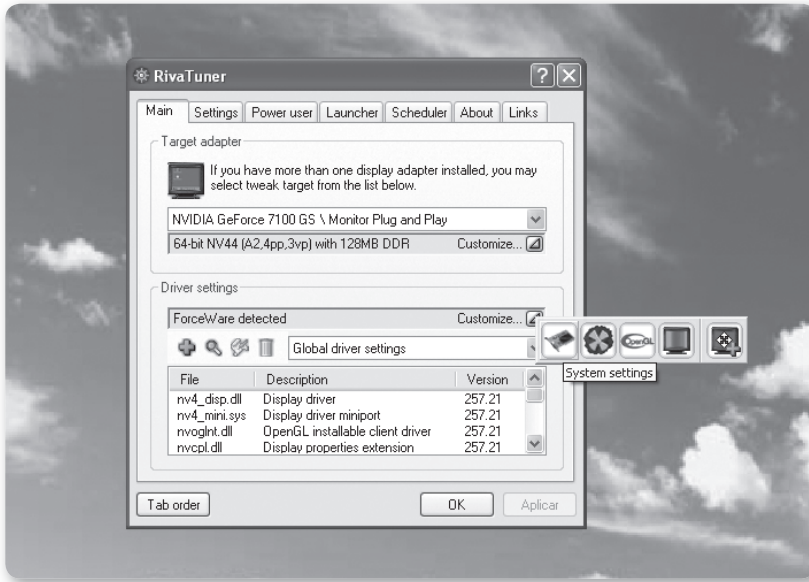 RivaTuner
Main Settings Power user Launcher Scheduler About Links
Target adapter
If you have more than one display adapter installed, you may
select tweak target from the list below.
NVIDIA GeForce 7100 GS \ Monitor Plug and Play
64-bit NV44 (A2,4pp,3vp) with 128MB DDR Customize...
Driver settings
ForceWare detected Customize...
OpenGL
Global driver settings
System settings
File Description Version
nv4_disp.dll Display driver 257.21
nv4_mini.sys Display driver miniport 257.21
nvoglnt.dll OpenGL installable client driver 257.21
nvcpl.dll Display properties extension 257.21
Tab order OK Aplicar